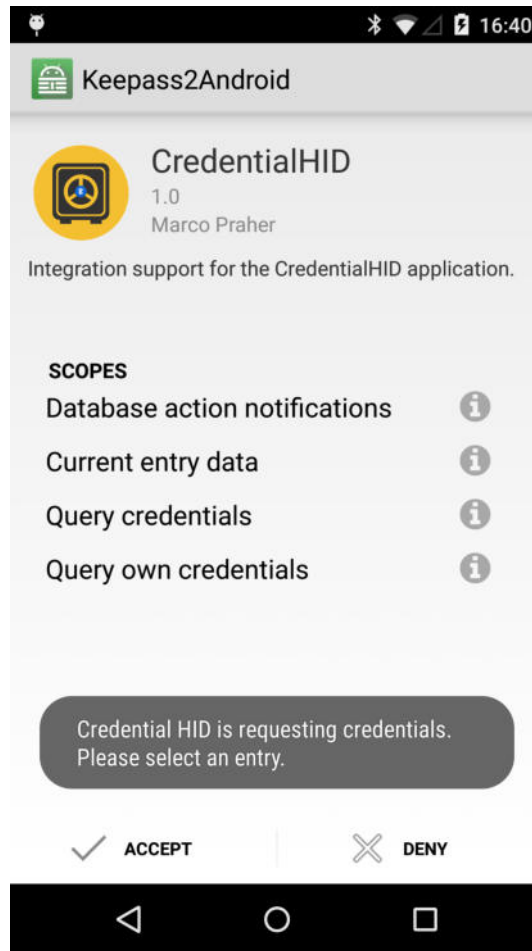 16:40
Keepass2Android
CredentialHID
1.0
Marco Praher
Integration support for the CredentialHID application.
SCOPES
Database action notifications
Current entry data
Query credentials
Query own credentials
Credential HID is requesting credentials.
Please select an entry.
ACCEPT
DENY